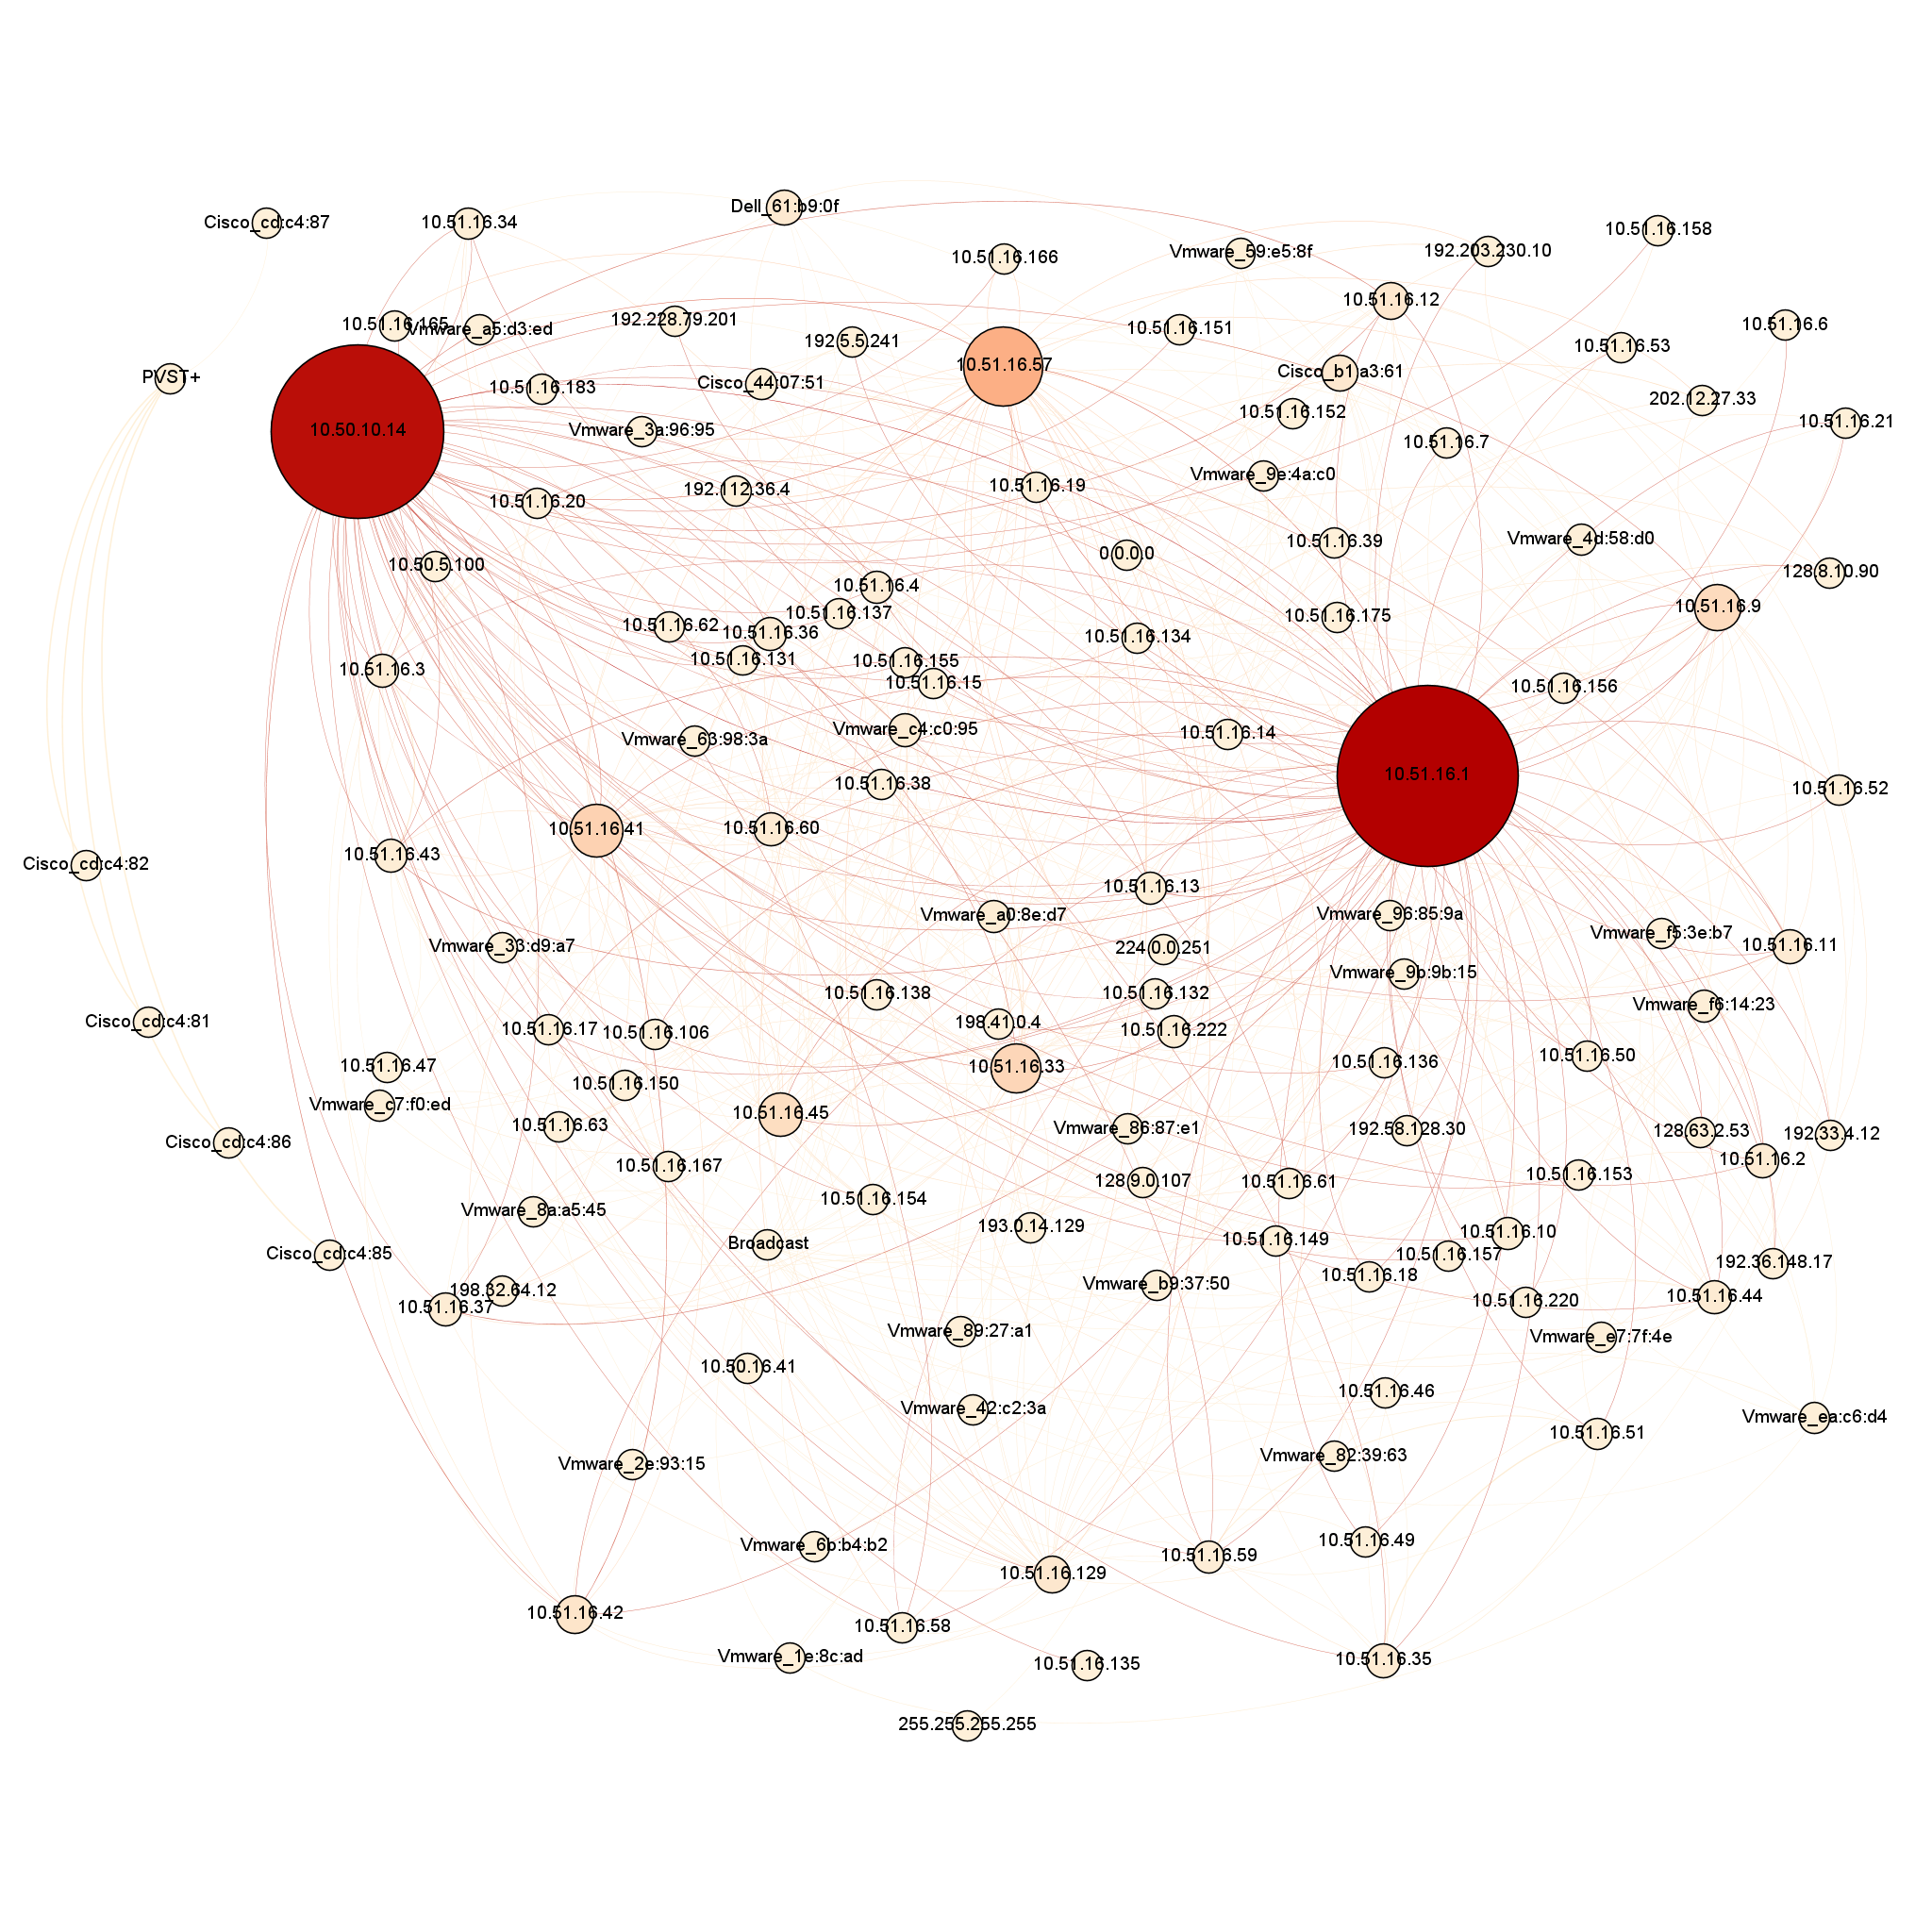 Dell_61:b9:0f
Cisco_cd:c4:87
10.51.16.34
10.51.16.158
192.203.230.10
Vmware_59:e5:8f
10.51.16.166
10.51.16.12
192.228.79.201
10.51.16.165
Vmware_a5:d3:ed
10.51.16.151
10.51.16.6
192.5.5.241
10.51.16.53
10.51.16.57
Cisco_b1:a3:61
PVST+
Cisco_44:07:51
10.51.16.183
202.12.27.33
10.51.16.152
10.51.16.21
10.50.10.14
Vmware_3a:96:95
10.51.16.7
Vmware_9e:4a:c0
10.51.16.19
192.112.36.4
10.51.16.20
Vmware_4d:58:d0
10.51.16.39
0.0.0.0
10.50.5.100
128.8.10.90
10.51.16.4
10.51.16.9
10.51.16.137
10.51.16.175
10.51.16.62
10.51.16.36
10.51.16.134
10.51.16.131
10.51.16.155
10.51.16.3
10.51.16.15
10.51.16.156
Vmware_c4:c0:95
10.51.16.14
Vmware_63:98:3a
10.51.16.1
10.51.16.38
10.51.16.52
10.51.16.41
10.51.16.60
10.51.16.43
Cisco_cd:c4:82
10.51.16.13
Vmware_a0:8e:d7
Vmware_96:85:9a
Vmware_f5:3e:b7
10.51.16.11
Vmware_33:d9:a7
224.0.0.251
Vmware_9b:9b:15
10.51.16.138
10.51.16.132
Vmware_f6:14:23
Cisco_cd:c4:81
198.41.0.4
10.51.16.17
10.51.16.106
10.51.16.222
10.51.16.50
10.51.16.136
10.51.16.47
10.51.16.33
10.51.16.150
Vmware_c7:f0:ed
10.51.16.45
10.51.16.63
Vmware_86:87:e1
192.58.128.30
128.63.2.53
192.33.4.12
Cisco_cd:c4:86
10.51.16.2
10.51.16.167
10.51.16.153
128.9.0.107
10.51.16.61
10.51.16.154
Vmware_8a:a5:45
193.0.14.129
10.51.16.10
10.51.16.149
Broadcast
Cisco_cd:c4:85
10.51.16.157
192.36.148.17
10.51.16.18
Vmware_b9:37:50
198.32.64.12
10.51.16.44
10.51.16.220
10.51.16.37
Vmware_89:27:a1
Vmware_e7:7f:4e
10.50.16.41
10.51.16.46
Vmware_42:c2:3a
Vmware_ea:c6:d4
10.51.16.51
Vmware_82:39:63
Vmware_2e:93:15
10.51.16.49
Vmware_6b:b4:b2
10.51.16.59
10.51.16.129
10.51.16.42
10.51.16.58
Vmware_1e:8c:ad
10.51.16.35
10.51.16.135
255.255.255.255